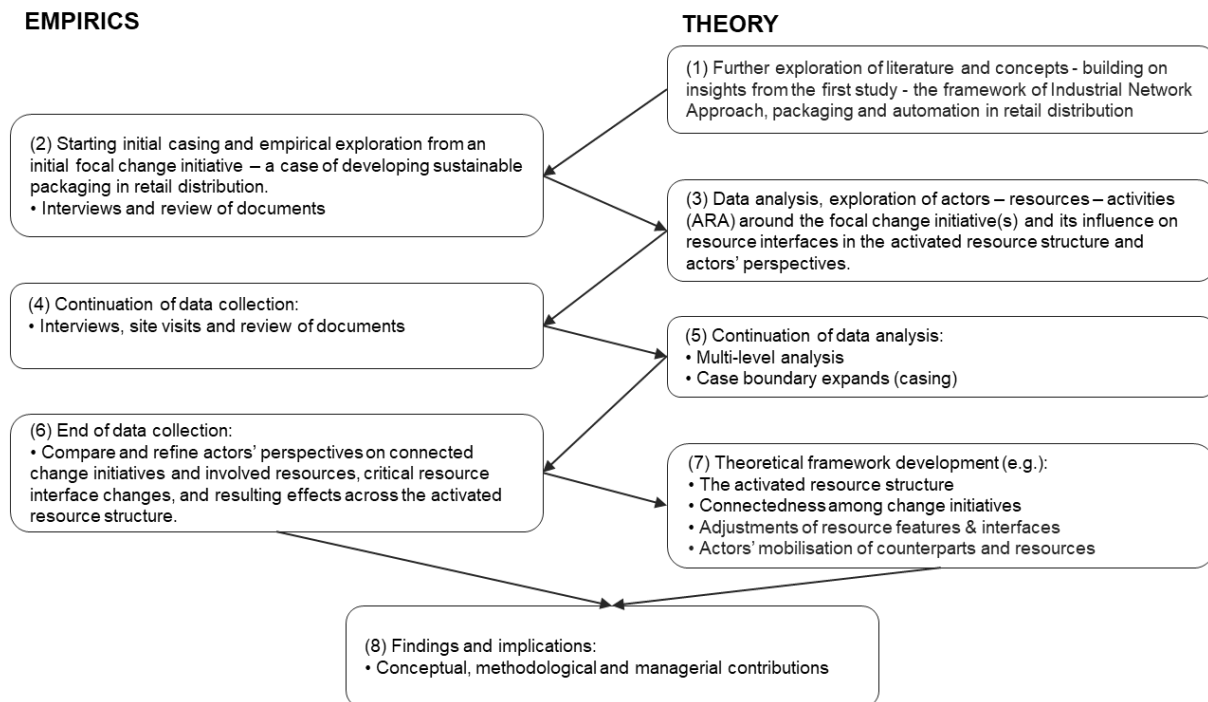 EMPIRICS
THEORY
(1) Further exploration of literature and concepts - building on
insights from the first study - the framework of Industrial Network
Approach, packaging and automation in retail distribution
(2) Starting initial casing and empirical exploration from an
initial focal change initiative – a case of developing sustainable
packaging in retail distribution.
• Interviews and review of documents
(3) Data analysis, exploration of actors – resources – activities
(ARA) around the focal change initiative(s) and its influence on
resource interfaces in the activated resource structure and
actors' perspectives.
(4) Continuation of data collection:
• Interviews, site visits and review of documents
(5) Continuation of data analysis:
• Multi-level analysis
• Case boundary expands (casing)
(6) End of data collection:
• Compare and refine actors' perspectives on connected
change initiatives and involved resources, critical resource
interface changes, and resulting effects across the activated
resource structure.
(7) Theoretical framework development (e.g.):
• The activated resource structure
• Connectedness among change initiatives
• Adjustments of resource features & interfaces
• Actors' mobilisation of counterparts and resources
(8) Findings and implications:
• Conceptual, methodological and managerial contributions